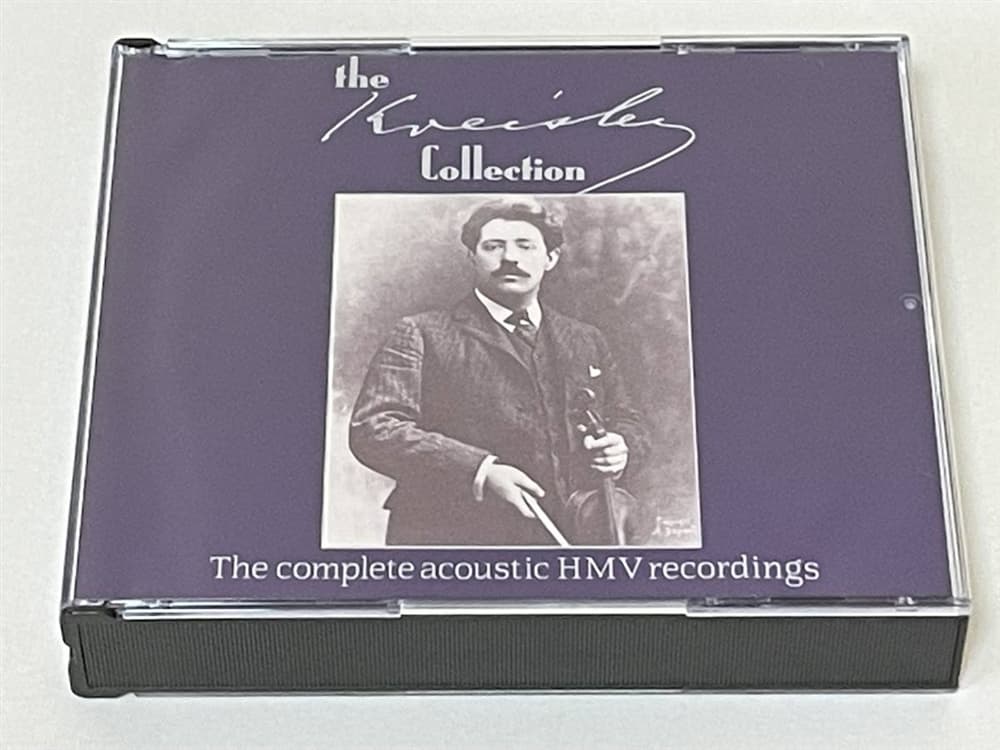 the
Kreisler
Collection
The complete acoustic HMV recordings